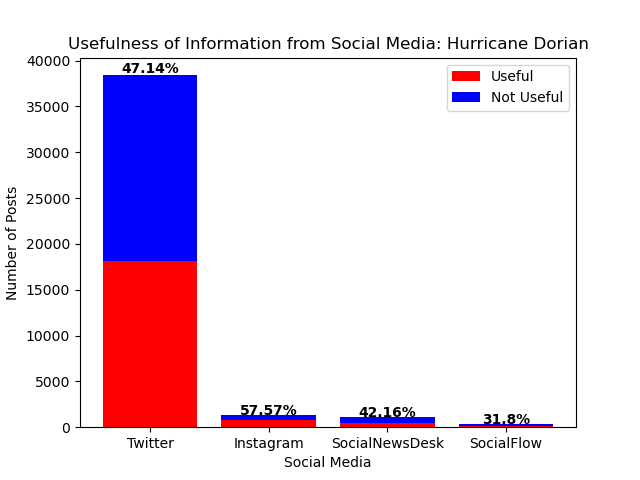 Usefulness of Information from Social Media: Hurricane Dorian
40000
35000
30000
25000
20000
15000
10000
5000
0
Number of Posts
47.14%
57.57%
42.16%
31.8%
Useful
Not Useful
Twitter
Instagram
SocialNewsDesk
SocialFlow
Social Media